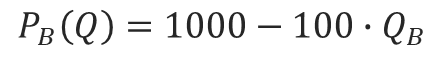 P_B(Q) = 1000 − 100 · Q_B